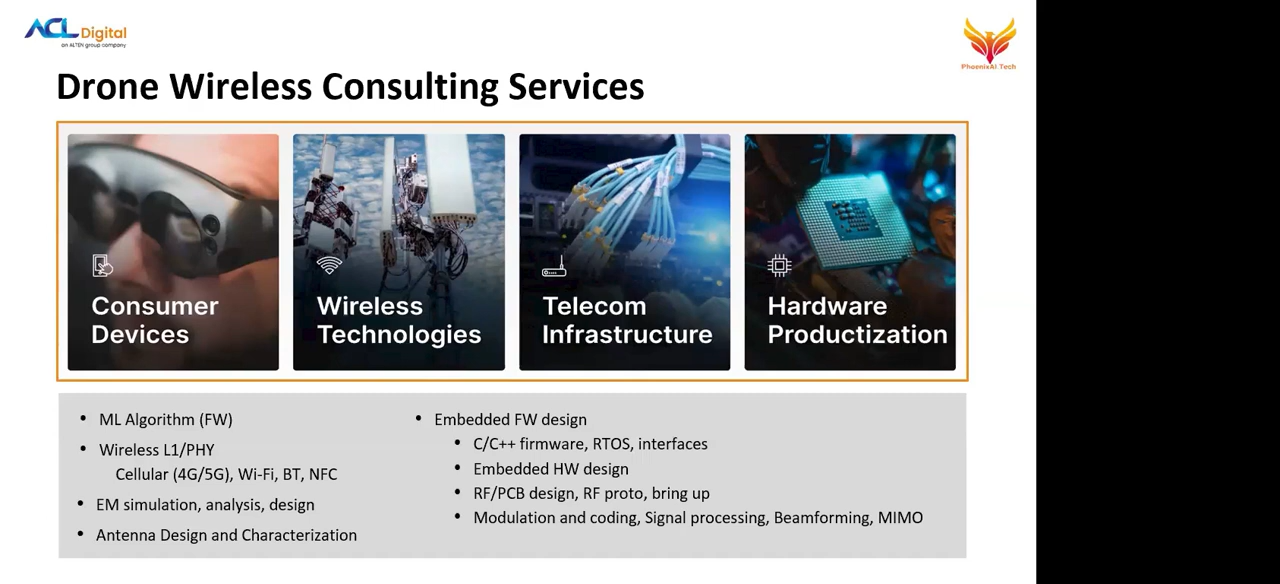 ACL Digital
an ALTEN group company
PhoenixAI Tech
Drone Wireless Consulting Services
Consumer
Devices
Wireless
Technologies
Telecom
Infrastructure
Hardware
Productization
• ML Algorithm (FW)
• Wireless L1/PHY
Cellular (4G/5G), Wi-Fi, BT, NFC
• EM simulation, analysis, design
• Antenna Design and Characterization
• Embedded FW design
• C/C++ firmware, RTOS, interfaces
• Embedded HW design
• RF/PCB design, RF proto, bring up
• Modulation and coding, Signal processing, Beamforming, MIMO